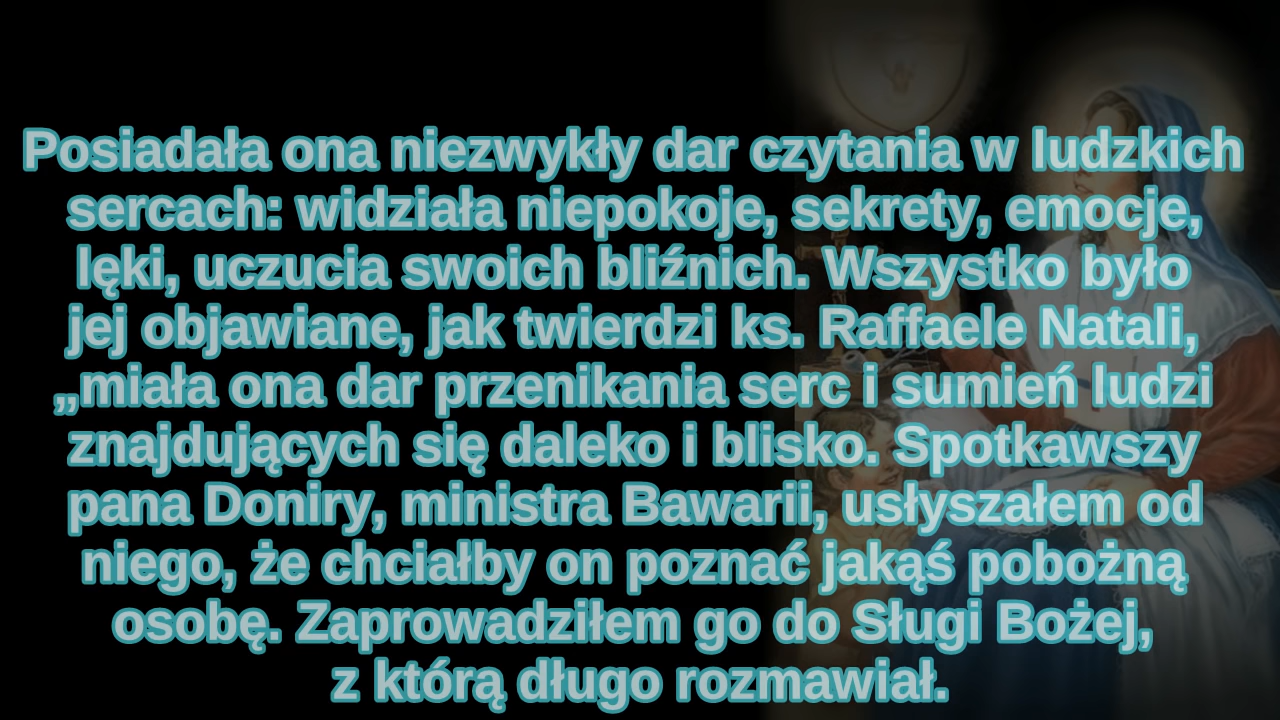 Posiadała ona niezwykły dar czytania w ludzkich
sercach: widziała niepokoje, sekrety, emocje,
lęki, uczucia swoich bliźnich. Wszystko było
jej objawiane, jak twierdzi ks. Raffaele Natali,
„miała ona dar przenikania serc i sumień ludzi
znajdujących się daleko i blisko. Spotkawszy
pana Doniry, ministra Bawarii, usłyszałem od
niego, że chciałby on poznać jakąś pobożną
osobę. Zaprowadziłem go do Sługi Bożej,
z którą długo rozmawiał.